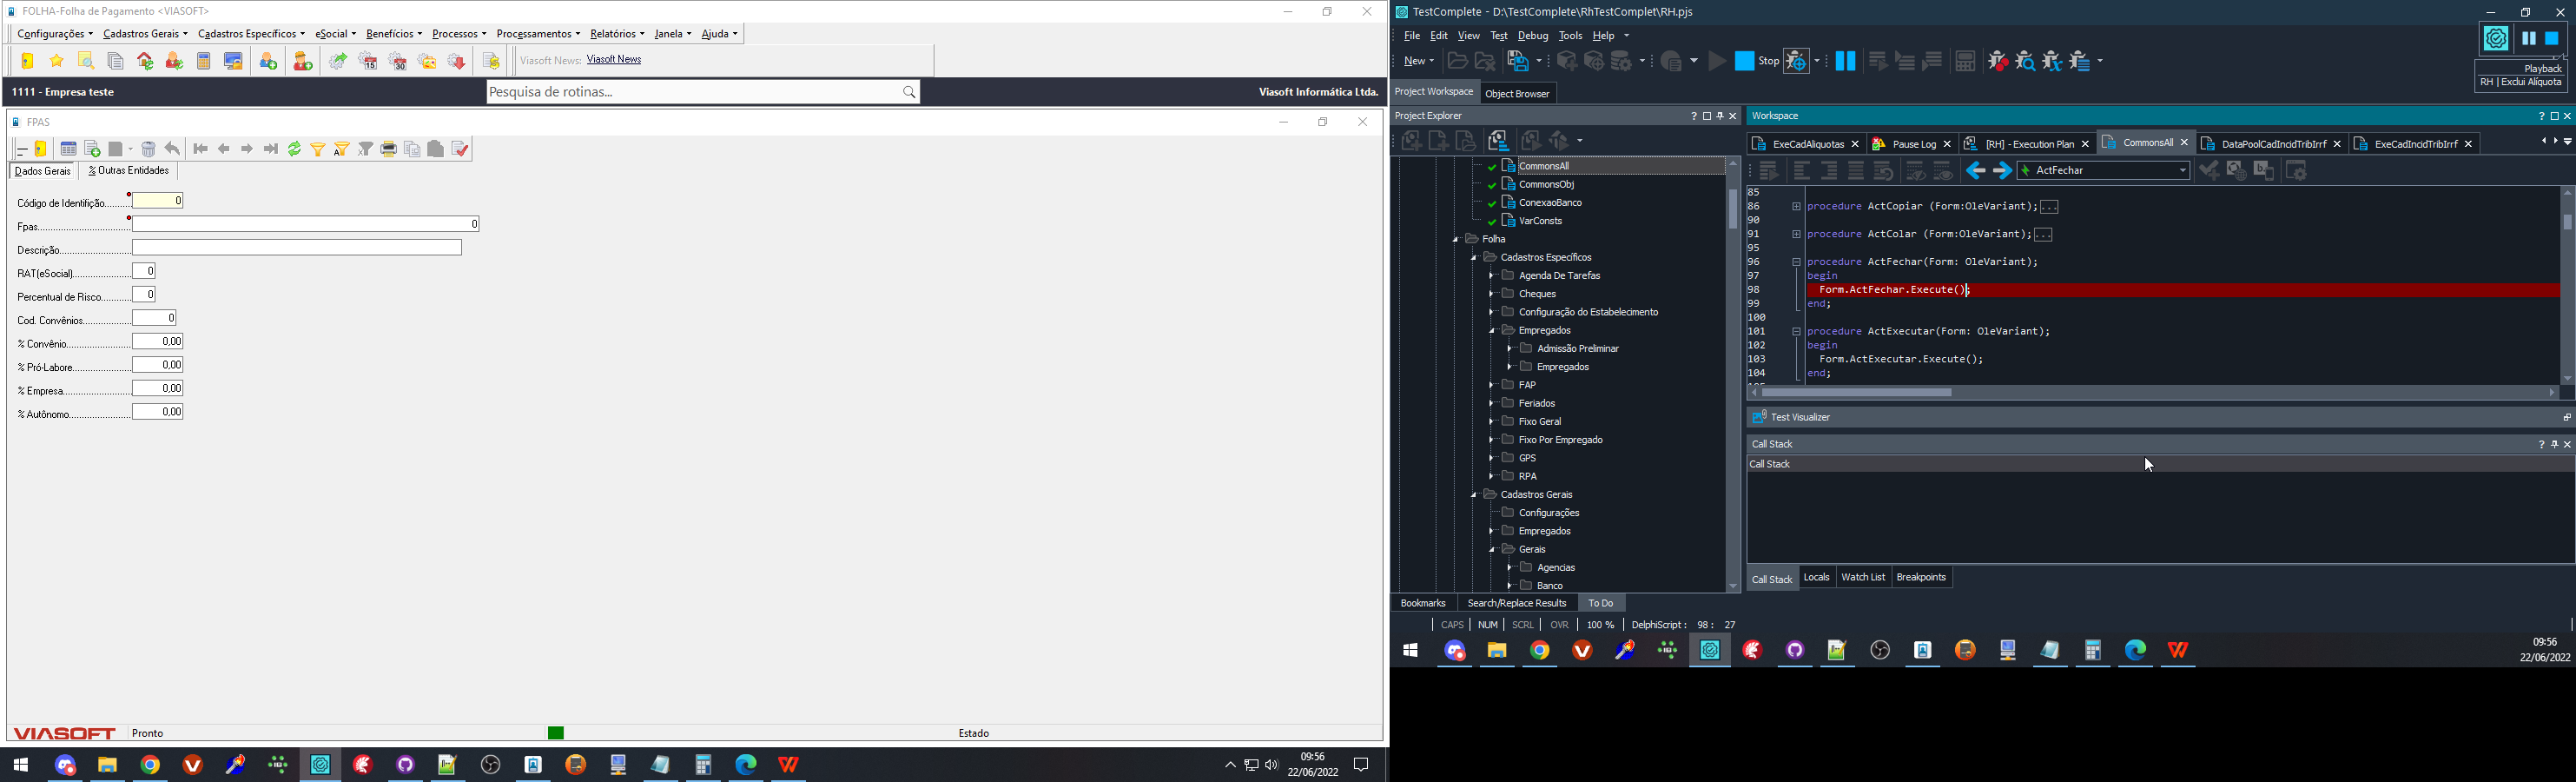 FOLHA-Folha de Pagamento <VIASOFT>
Configurações Cadastros Gerais Cadastros Específicos eSocial Benefícios Processos Processamentos Relatórios Janela Ajuda
15 30 Viasoft News: Viasoft News
1111 - Empresa teste Pesquisa de rotinas... Viasoft Informática Ltda.
FPAS
Dados Gerais % Outras Entidades
Código de Identifição.......... 0
Fpas 0
Descrição
RAT(eSocial) 0
Percentual de Risco 0
Cod. Convênios 0
% Convênio 0,00
% Pró-Labore 0,00
% Empresa 0,00
% Autônomo 0,00
VIASOFT Pronto Estado
09:56
22/06/2022
TestComplete - D:\TestComplete\RhTestComplet\RH.pjs
File Edit View Test Debug Tools Help
New Stop
Playback
RH | Exclui Alíquota
Project Workspace Object Browser
Project Explorer
CommonsAll
CommonsObj
ConexaoBanco
VarConsts
Folha
Cadastros Específicos
Agenda De Tarefas
Cheques
Configuração do Estabelecimento
Empregados
Admissão Preliminar
Empregados
FAP
Feriados
Fixo Geral
Fixo Por Empregado
GPS
RPA
Cadastros Gerais
Configurações
Empregados
Gerais
Agencias
Banco
Bookmarks Search/Replace Results To Do
Workspace
ExeCadAliquotas Pause Log [RH] - Execution Plan CommonsAll DataPoolCadIncidTribIrrf ExeCadIncidTribIrrf
ActFechar
85
86 procedure ActCopiar (Form:OleVariant);...
90
91 procedure ActColar (Form:OleVariant);...
95
96 procedure ActFechar(Form: OleVariant);
97 begin
98 Form.ActFechar.Execute();
99 end;
100
101 procedure ActExecutar(Form: OleVariant);
102 begin
103 Form.ActExecutar.Execute();
104 end;
Test Visualizer
Call Stack
Call Stack
Call Stack Locals Watch List Breakpoints
CAPS NUM SCRL OVR 100 % DelphiScript : 98 : 27
09:56
22/06/2022